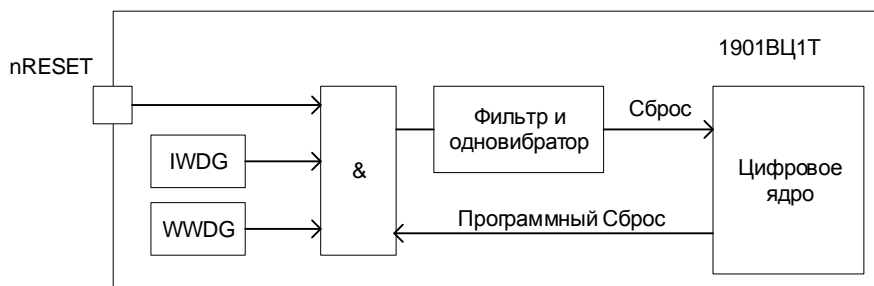 1901ВЦ1Т
nRESET
Фильтр и
одновибратор
Сброс
IWDG
&
Цифровое
ядро
WWDG
Программный Сброс